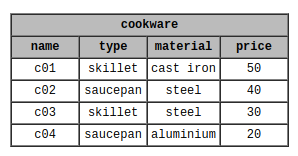 cookware
name type material price
c01 skillet cast iron 50
c02 saucepan steel 40
c03 skillet steel 30
c04 saucepan aluminium 20